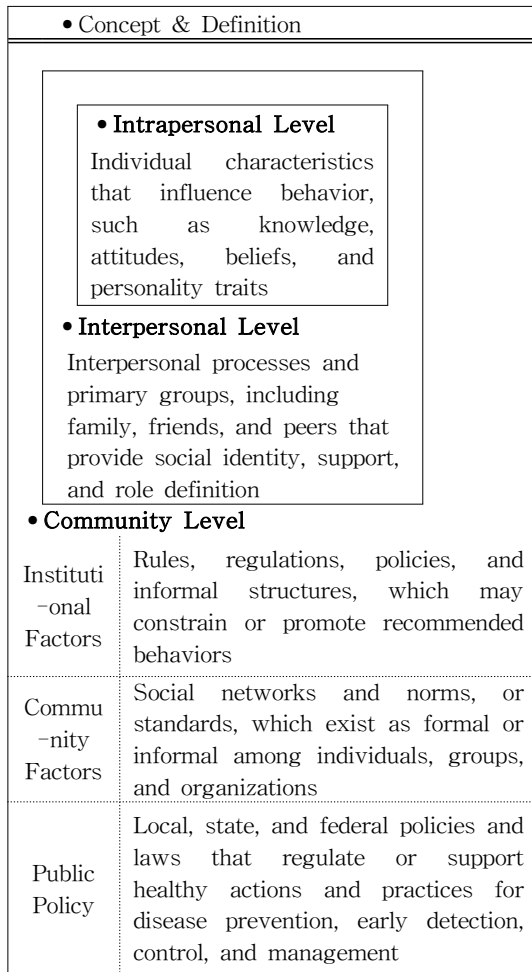 • Concept & Definition
• Intrapersonal Level
Individual characteristics
that influence behavior,
such as knowledge,
attitudes, beliefs, and
personality traits
• Interpersonal Level
Interpersonal processes and
primary groups, including
family, friends, and peers that
provide social identity, support,
and role definition
• Community Level
Instituti
-onal
Factors
Rules, regulations, policies, and
informal structures, which may
constrain or promote recommended
behaviors
Commu
-nity
Factors
Social networks and norms, or
standards, which exist as formal or
informal among individuals, groups,
and organizations
Public
Policy
Local, state, and federal policies and
laws that regulate or support
healthy actions and practices for
disease prevention, early detection,
control, and management